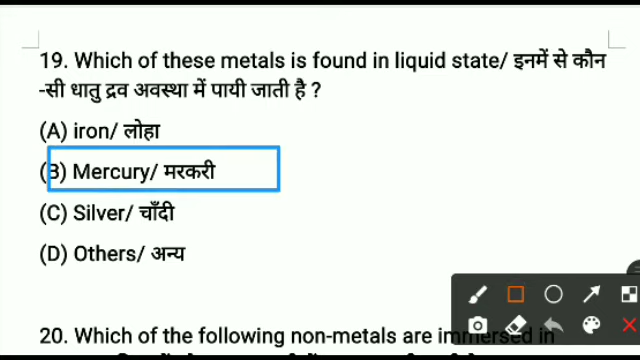 19. Which of these metals is found in liquid state/ इनमें से कौन
-सी धातु द्रव अवस्था में पायी जाती है ?
(A) iron/ लोहा
(B) Mercury/ मरकरी
(C) Silver/ चाँदी
(D) Others/ अन्य
20. Which of the following non-metals are immersed in